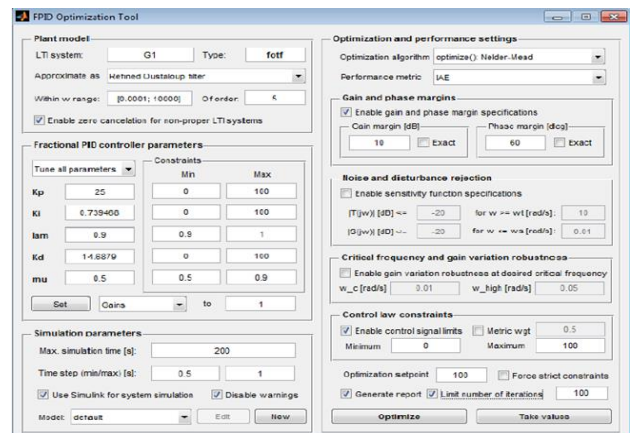 FPID Optimization Tool
Plant model
LTI system: G1 Type: fotf
Approximate as Refined Oustaloup filter
Within w range: [0.0001; 10000] Of order: 5
Enable zero cancelation for non-proper LTI systems
Fractional PID controller parameters
Tune all parameters
Constraints
Min Max
Kp 25 0 100
Ki 0.739468 0 100
lam 0.9 0.9 1
Kd 14.6879 0 100
mu 0.5 0.5 0.9
Set Gains to 1
Simulation parameters
Max. simulation time [s]: 200
Time step (min/max) [s]: 0.5 1
Use Simulink for system simulation Disable warnings
Model: default Edit New
Optimization and performance settings
Optimization algorithm optimize(): Nelder-Mead
Performance metric IAE
Gain and phase margins
Enable gain and phase margin specifications
Gain margin [dB] Phase margin [deg]
10 Exact 60 Exact
Noise and disturbance rejection
Enable sensitivity function specifications
|T(jw)| [dB] <= -20 for w >= wt [rad/s]: 10
|S(jw)| [dB] <= -20 for w <= ws [rad/s]: 0.01
Critical frequency and gain variation robustness
Enable gain variation robustness at desired critical frequency
w_c [rad/s] 0.01 w_high [rad/s] 0.05
Control law constraints
Enable control signal limits Metric wgt 0.5
Minimum 0 Maximum 100
Optimization setpoint 100 Force strict constraints
Generate report Limit number of iterations 100
Optimize Take values